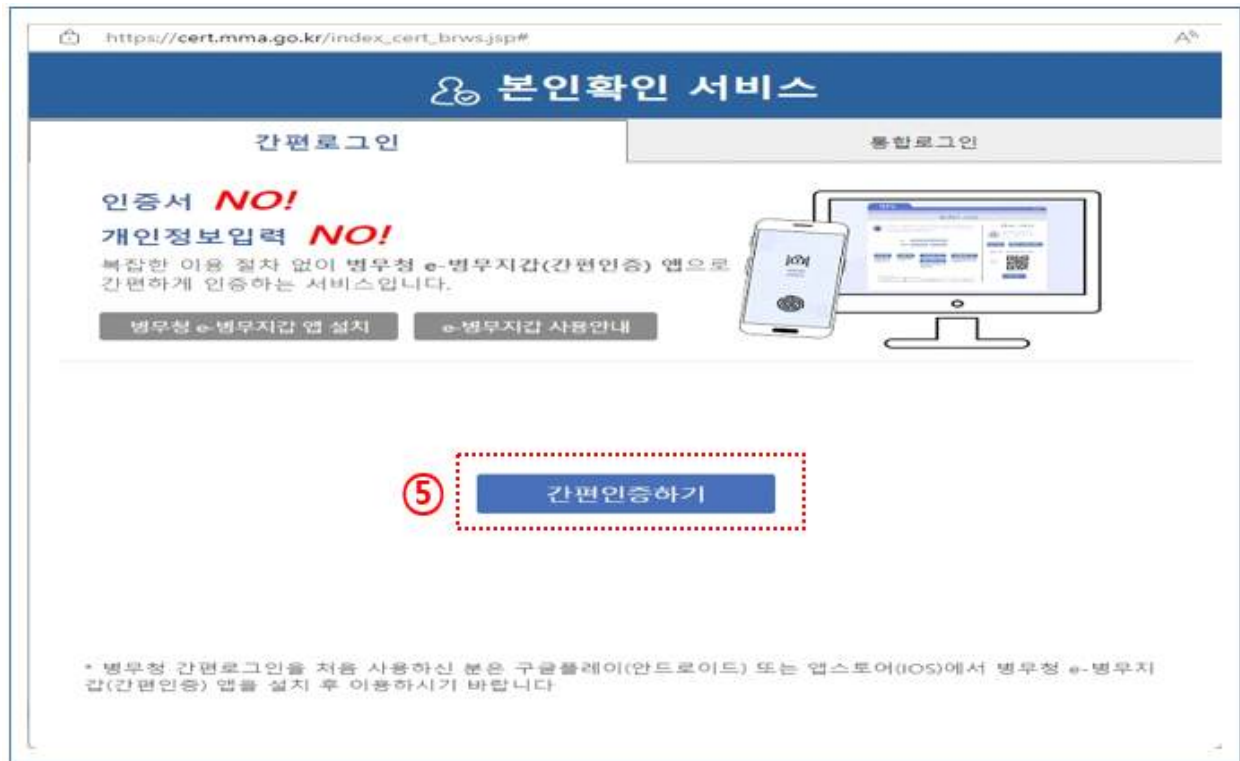 https://cert.mma.go.kr/index_cert_brws.jsp#
본인확인 서비스
간편로그인
통합로그인
인증서 NO!
개인정보입력 NO!
복잡한 이용 절차 없이 병무청 e-병무지갑(간편인증) 앱으로
간편하게 인증하는 서비스입니다.
병무청 e-병무지갑 앱 설치
e-병무지갑 사용안내
⑤
간편인증하기
* 병무청 간편로그인을 처음 사용하신 분은 구글플레이(안드로이드) 또는 앱스토어(IOS)에서 병무청 e-병무지
갑(간편인증) 앱을 설치 후 이용하시기 바랍니다